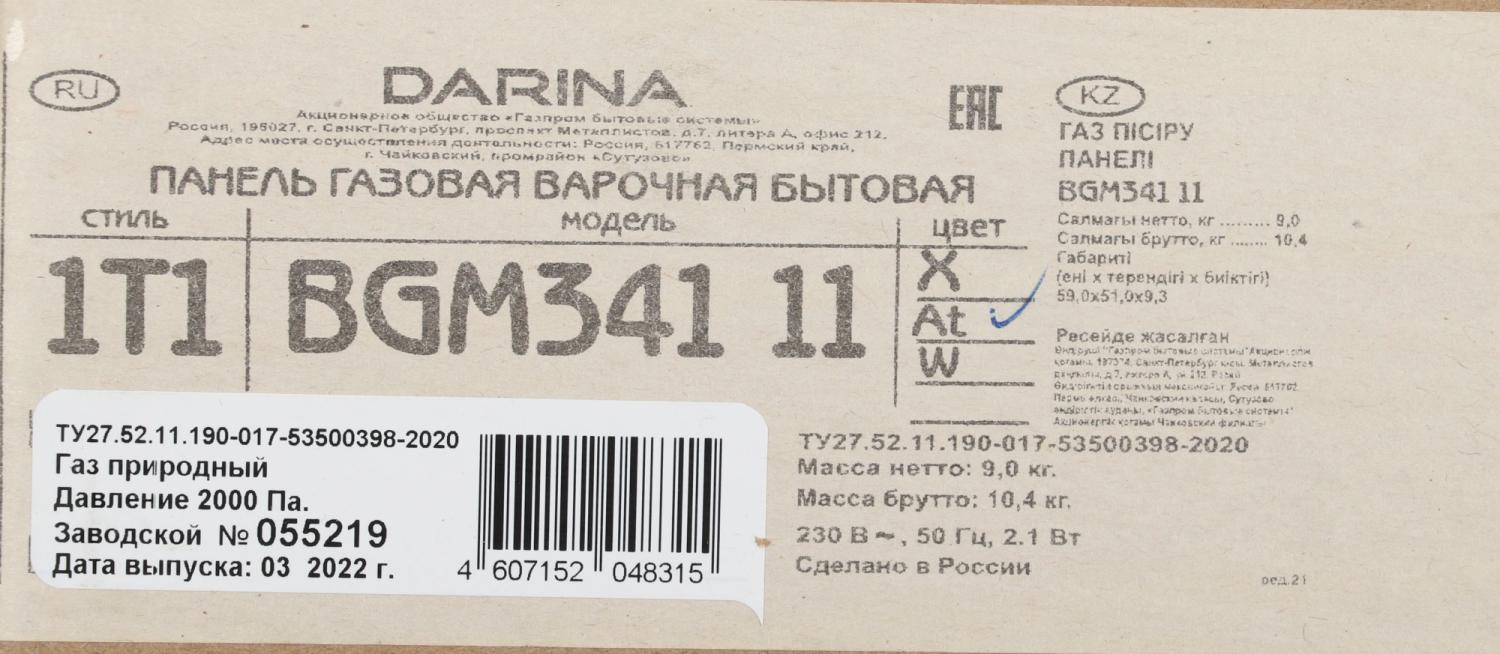 RU
DARINA
EAC
Акционерное общество «Газпром бытовые системы»
Россия, 195027, г. Санкт-Петербург, проспект Металлистов, д.7, литера А, офис 212.
Адрес места осуществления деятельности: Россия, 617762, Пермский край,
г. Чайковский, промрайон «Сутузово»
ПАНЕЛЬ ГАЗОВАЯ ВАРОЧНАЯ БЫТОВАЯ
СТИЛЬ
модель
цвет
1T1
BGM341 11
X
At
W
KZ
ГАЗ ПІСІРУ
ПАНЕЛІ
BGM341 11
Салмағы нетто, кг ......... 9,0
Салмағы брутто, кг ....... 10,4
Габариті
(ені х тереңдігі х биіктігі)
59,0х51,0х9,3
Ресейде жасалған
ТУ27.52.11.190-017-53500398-2020
Газ природный
Давление 2000 Па.
Заводской № 055219
Дата выпуска: 03 2022 г.
4 607152 048315
ТУ27.52.11.190-017-53500398-2020
Масса нетто: 9,0 кг.
Масса брутто: 10,4 кг.
230 В ~, 50 Гц, 2.1 Вт
Сделано в России
ред.21